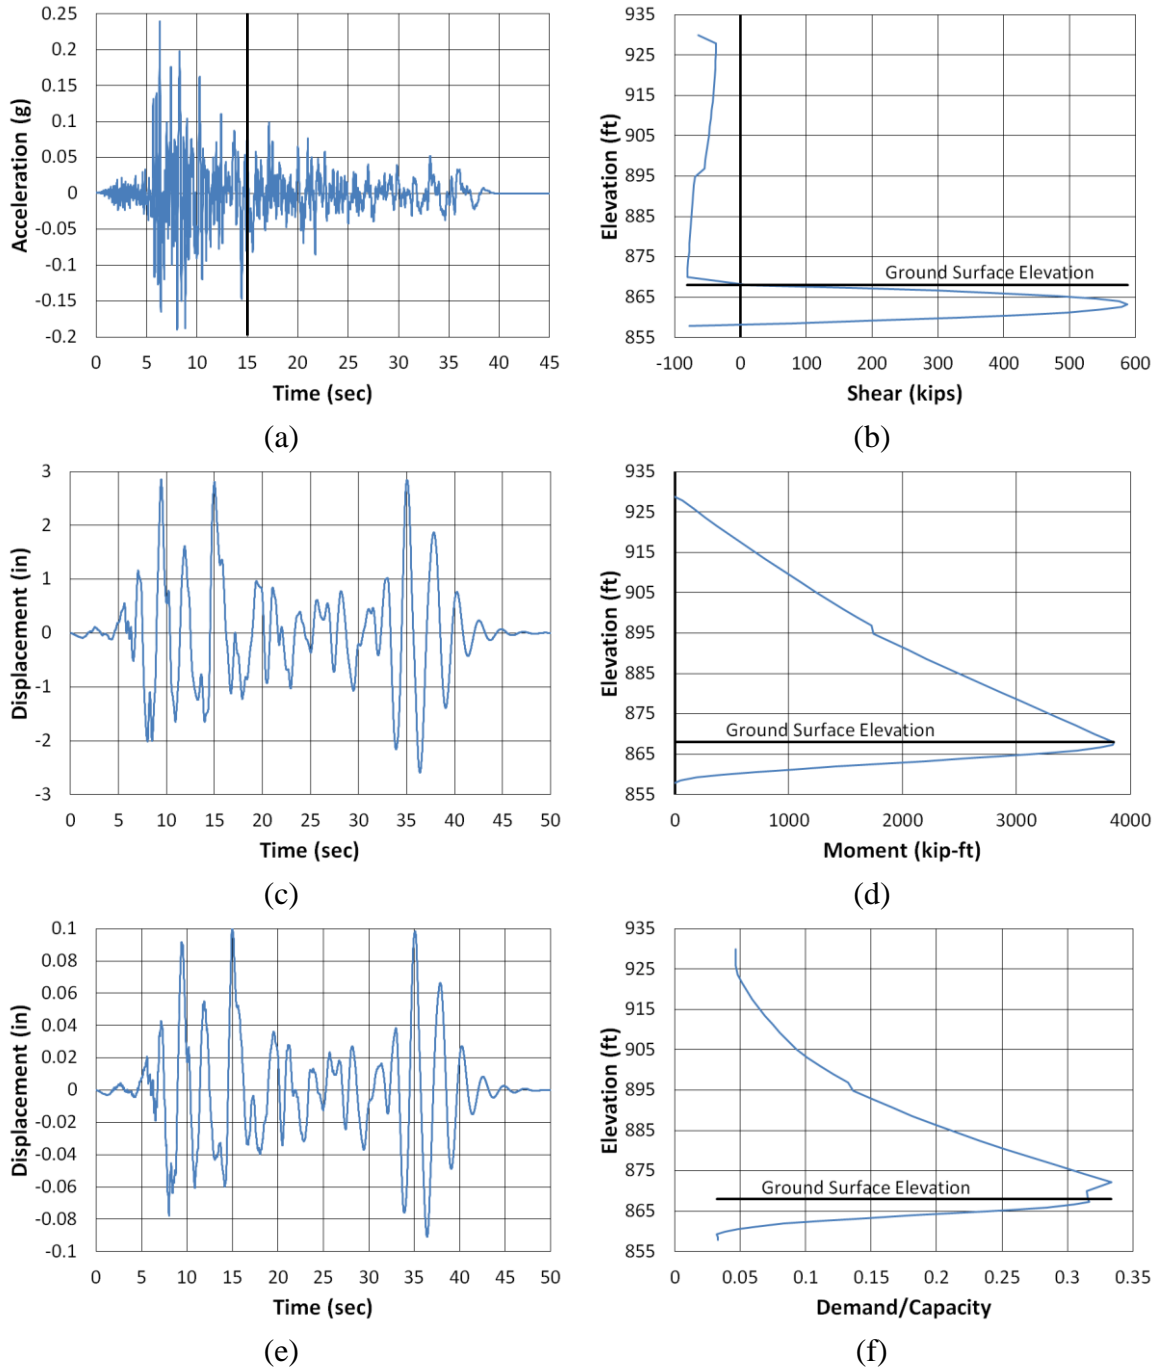 0.25
0.2
0.15
0.1
0.05
0
-0.05
-0.1
-0.15
-0.2
Acceleration (g)
0 5 10 15 20 25 30 35 40 45
Time (sec)
(a)
935
925
915
905
895
885
875
865
855
Elevation (ft)
Ground Surface Elevation
-100 0 100 200 300 400 500 600
Shear (kips)
(b)
3
2
1
0
-1
-2
-3
Displacement (in)
0 5 10 15 20 25 30 35 40 45 50
Time (sec)
(c)
935
925
915
905
895
885
875
865
855
Elevation (ft)
Ground Surface Elevation
0 1000 2000 3000 4000
Moment (kip-ft)
(d)
0.1
0.08
0.06
0.04
0.02
0
-0.02
-0.04
-0.06
-0.08
-0.1
Displacement (in)
0 5 10 15 20 25 30 35 40 45 50
Time (sec)
(e)
935
925
915
905
895
885
875
865
855
Elevation (ft)
Ground Surface Elevation
0 0.05 0.1 0.15 0.2 0.25 0.3 0.35
Demand/Capacity
(f)